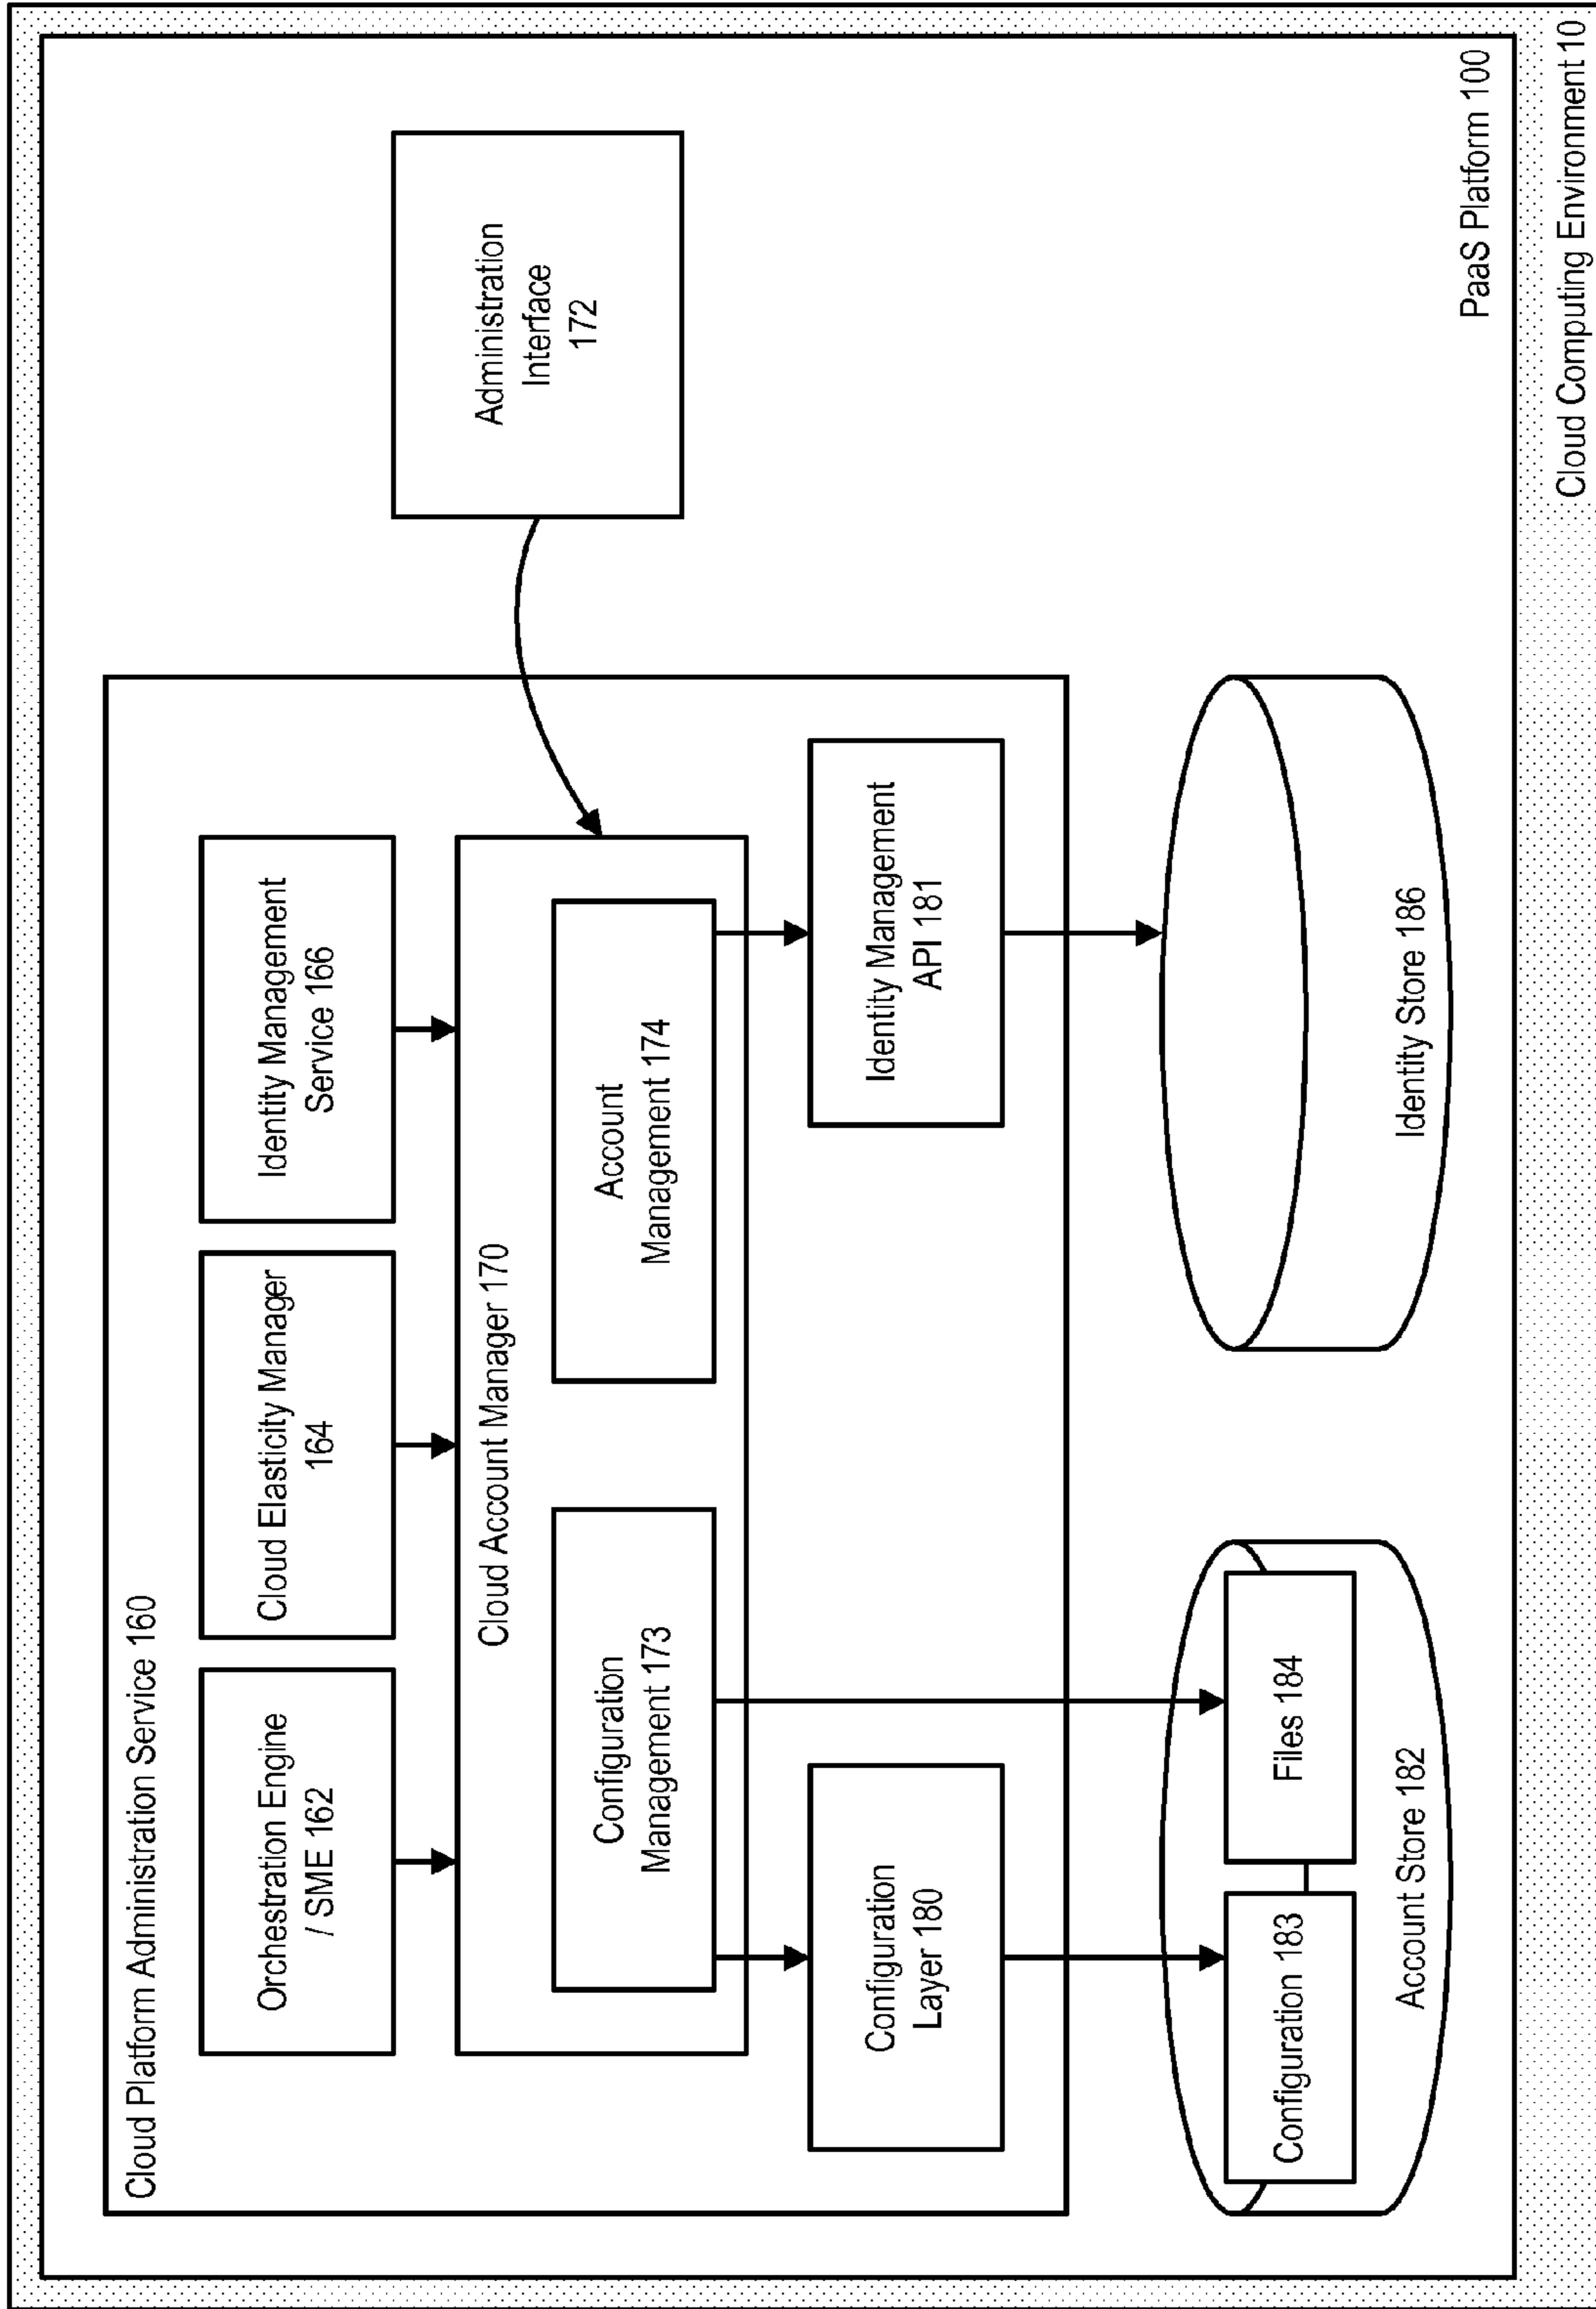 Cloud Platform Administration Service 160
Orchestration Engine
/ SME 162
Cloud Elasticity Manager
164
Identity Management
Service 166
Cloud Account Manager 170
Configuration
Management 173
Account
Management 174
Administration
Interface
172
Configuration
Layer 180
Identity Management
API 181
Configuration 183
Files 184
Account Store 182
Identity Store 186
PaaS Platform 100
Cloud Computing Environment 10